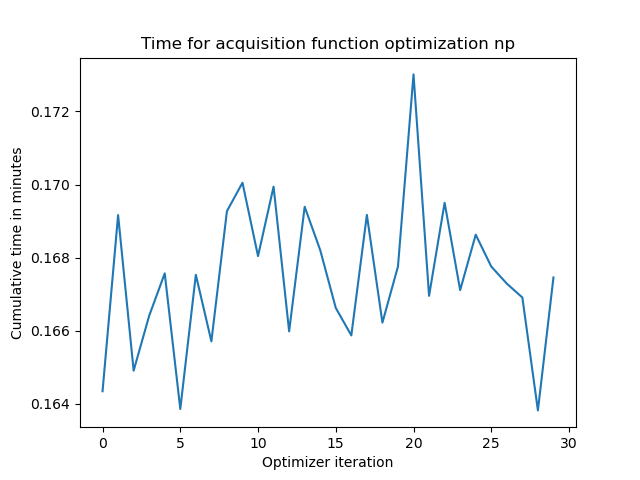 Time for acquisition function optimization np
Cumulative time in minutes
0.172
0.170
0.168
0.166
0.164
0 5 10 15 20 25 30
Optimizer iteration